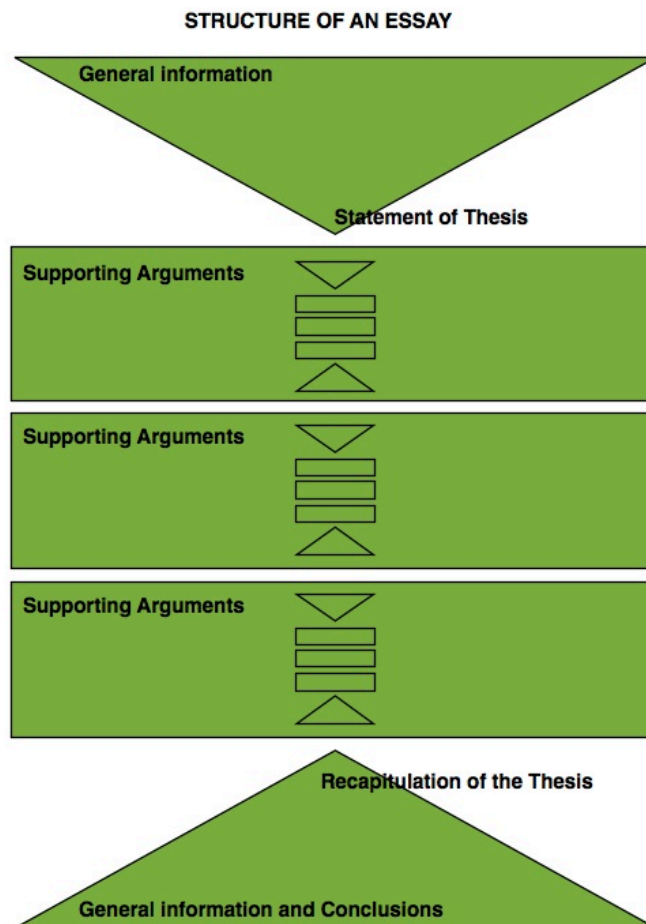 STRUCTURE OF AN ESSAY
General information
Statement of Thesis
Supporting Arguments
Supporting Arguments
Supporting Arguments
Recapitulation of the Thesis
General information and Conclusions